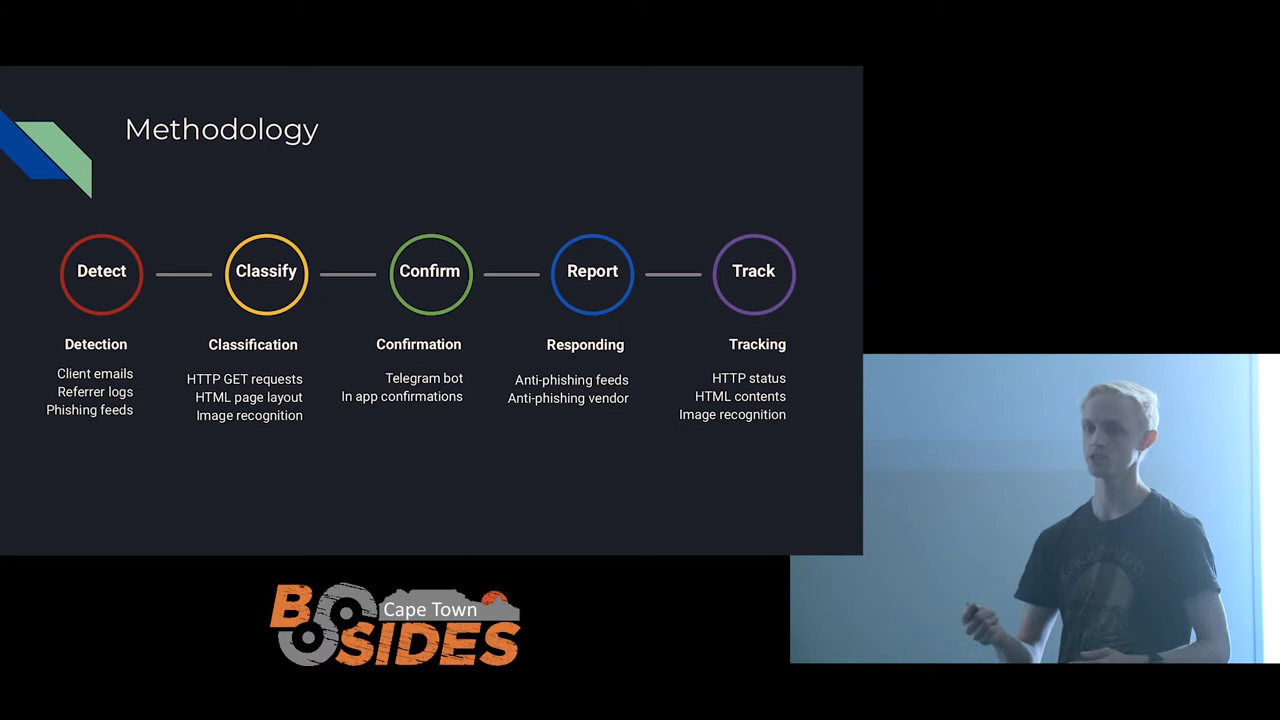 Methodology
Detect
Classify
Confirm
Report
Track
Detection
Client emails
Referrer logs
Phishing feeds
Classification
HTTP GET requests
HTML page layout
Image recognition
Confirmation
Telegram bot
In app confirmations
Responding
Anti-phishing feeds
Anti-phishing vendor
Tracking
HTTP status
HTML contents
Image recognition
Cape Town
BSIDES